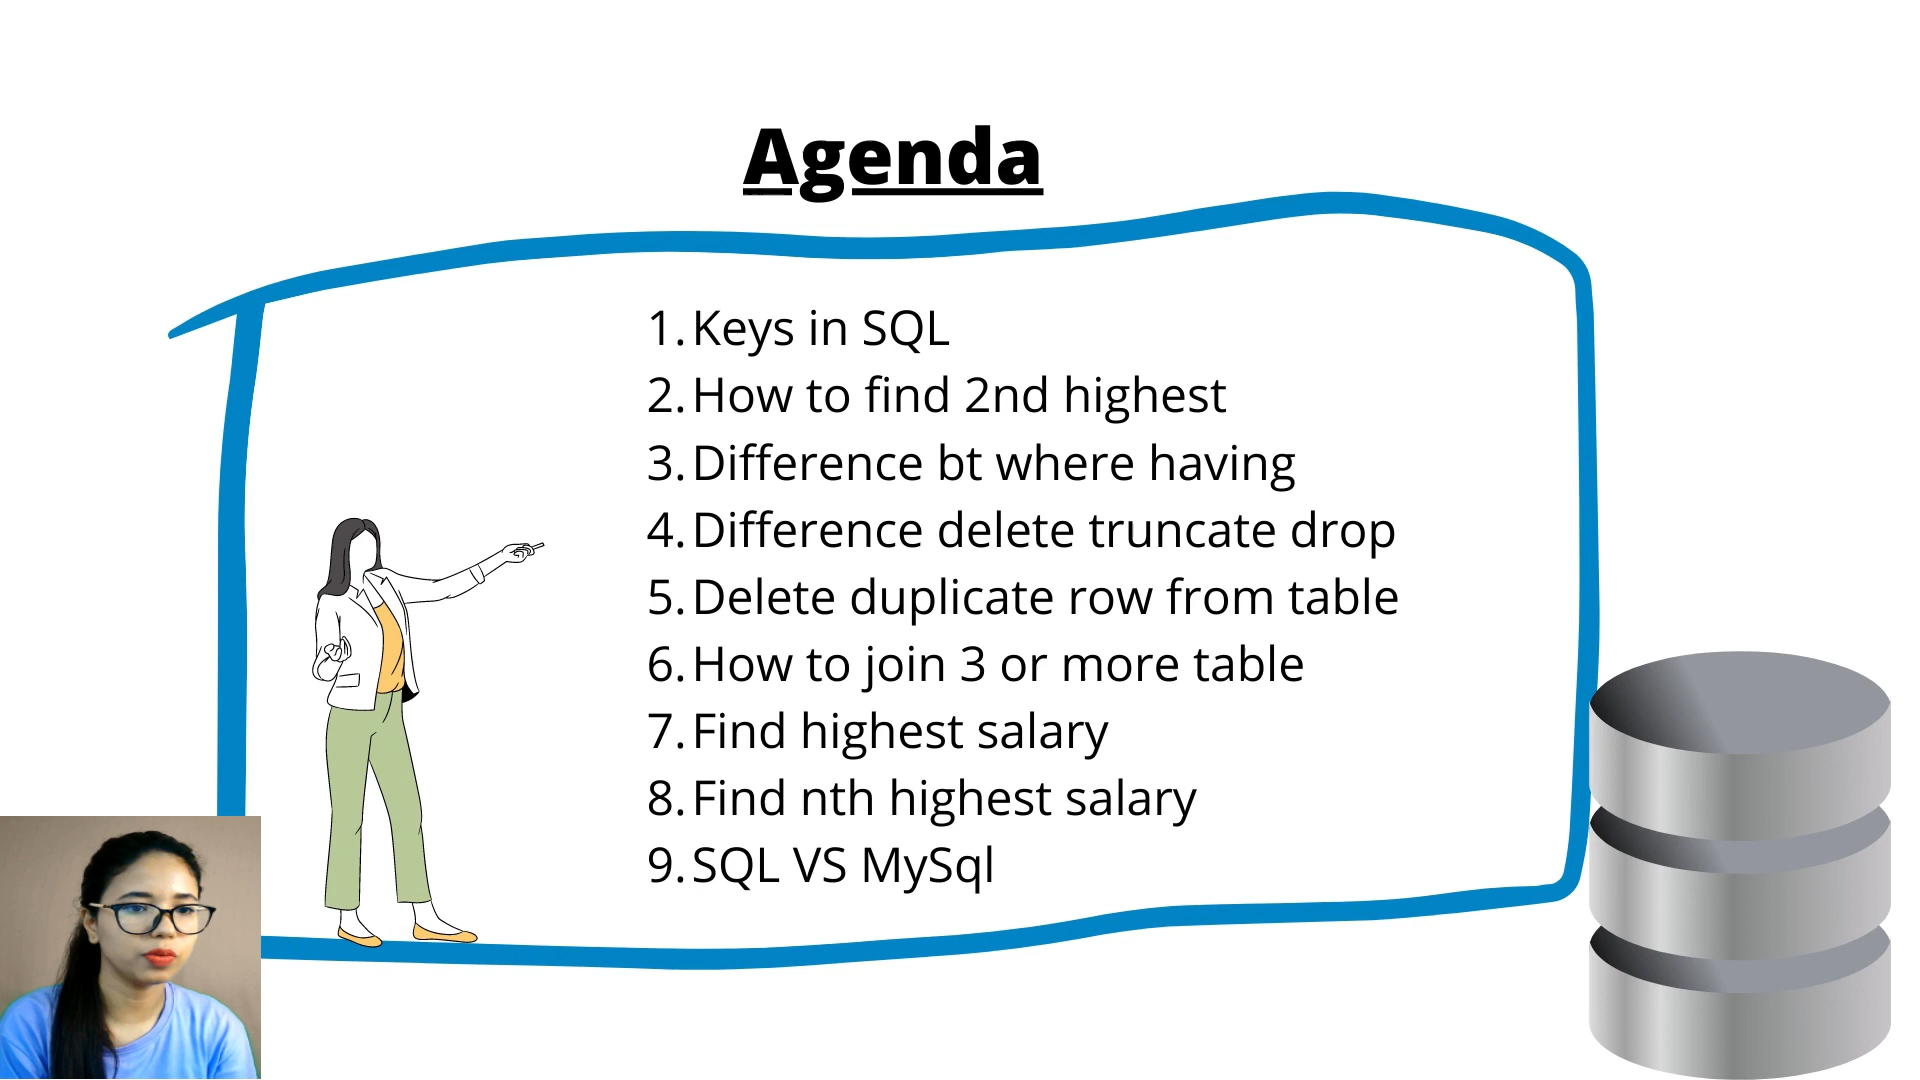 Agenda
1. Keys in SQL
2. How to find 2nd highest
3. Difference bt where having
4. Difference delete truncate drop
5. Delete duplicate row from table
6. How to join 3 or more table
7. Find highest salary
8. Find nth highest salary
9. SQL VS MySql